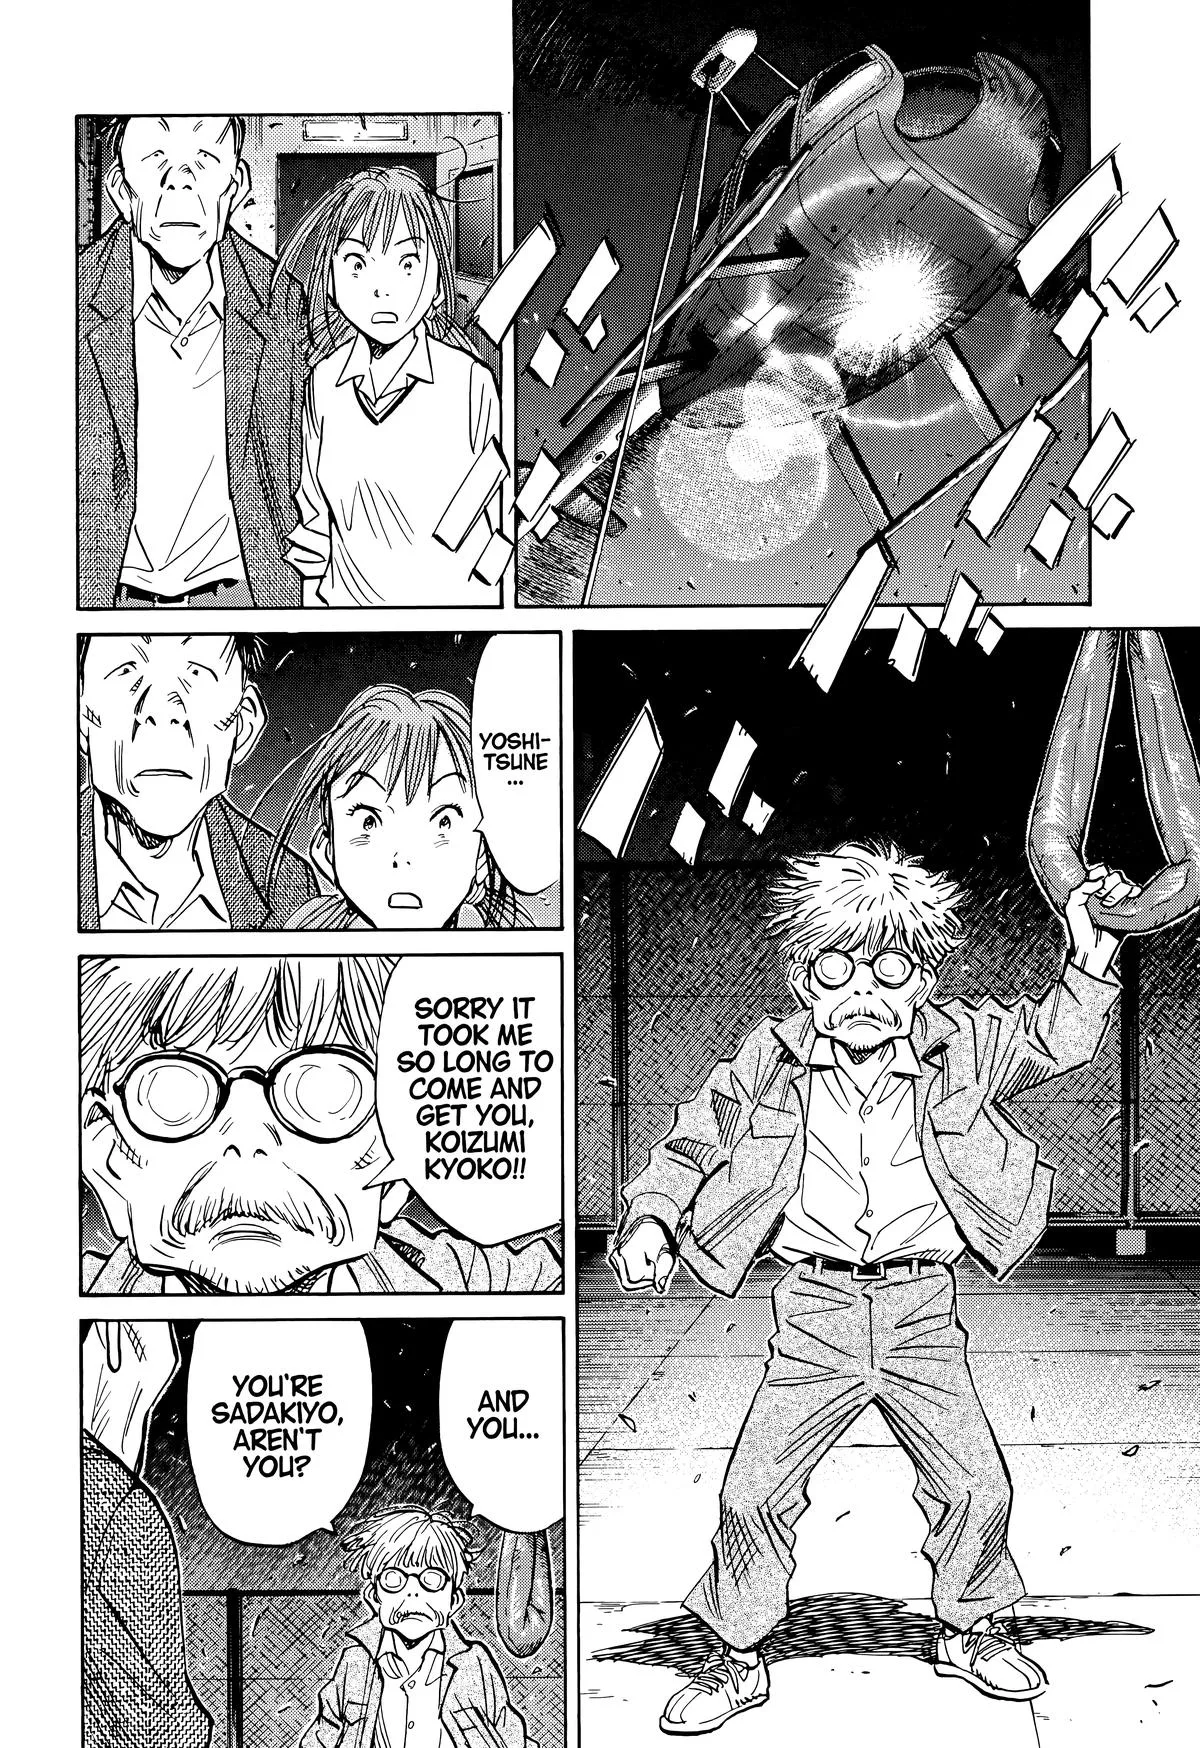 YOSHI-
TSUNE
...
SORRY IT
TOOK ME
SO LONG TO
COME AND
GET YOU,
KOIZUMI
KYOKO!!
AND
YOU...
YOU'RE
SADAKIYO,
AREN'T
YOU?